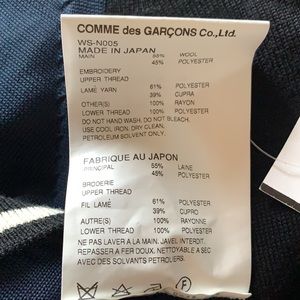 COMME des GARÇONS Co., Ltd.
WS-N005
MADE IN JAPAN
MAIN 55% WOOL
45% POLYESTER
EMBROIDERY
UPPER THREAD
LAME YARN 61% POLYESTER
39% CUPRA
OTHER(S) 100% RAYON
LOWER THREAD 100% POLYESTER
DO NOT HAND WASH, DO NOT BLEACH.
USE COOL IRON, DRY CLEAN,
PETROLEUM SOLVENT ONLY.
FABRIQUE AU JAPON
PRINCIPAL 55% LAINE
45% POLYESTER
BRODERIE
UPPER THREAD
FIL LAMÉ 61% POLYESTER
39% CUPRO
AUTRE(S) 100% RAYONNE
LOWER THREAD 100% POLYESTER
NE PAS LAVER A LA MAIN. JAVEL INTERDIT.
REPASSER A FER DOUX. NETTOYABLE A SEC
AVEC DES SOLVANTS PETROLIERS.
F